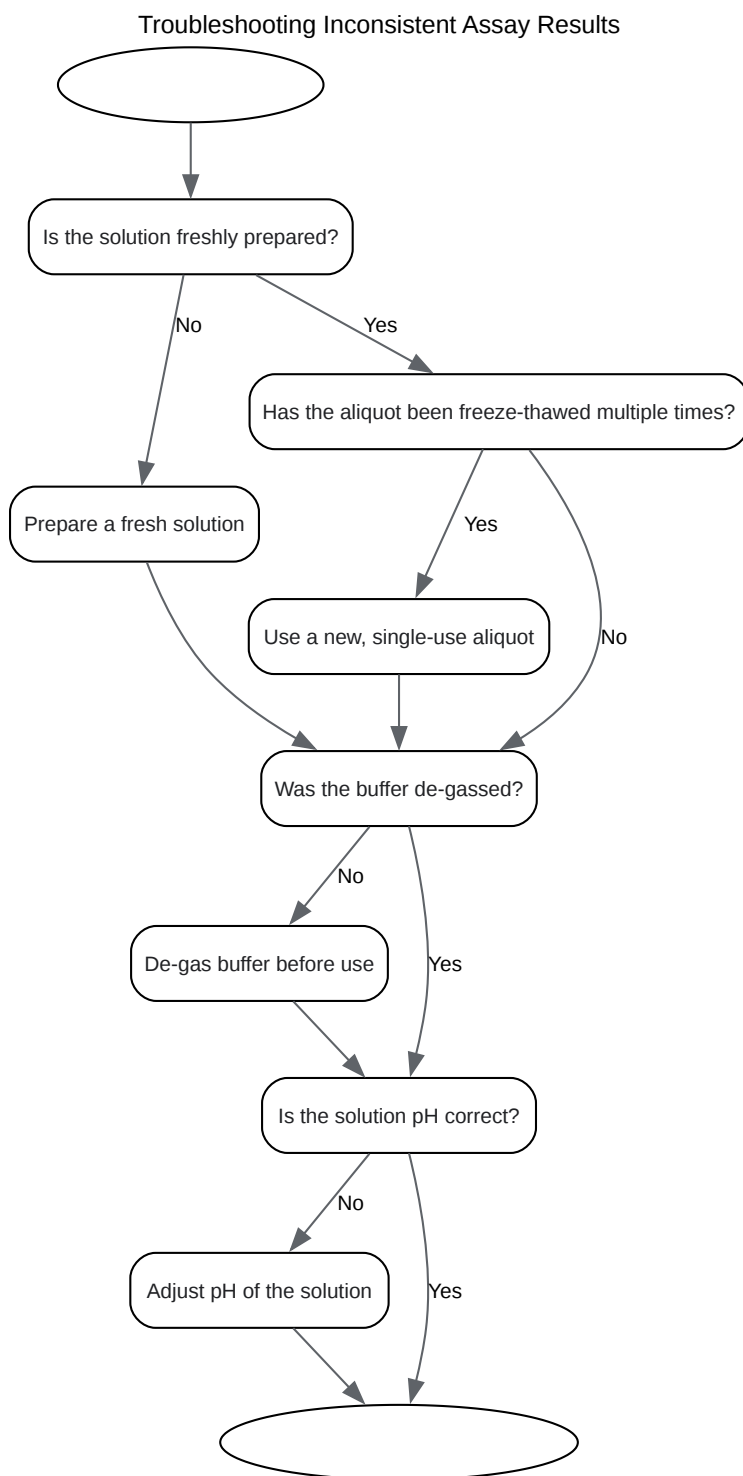 Troubleshooting Inconsistent Assay Results
Is the solution freshly prepared?
No
Yes
Has the aliquot been freeze-thawed multiple times?
Prepare a fresh solution
Yes
Use a new, single-use aliquot
No
Was the buffer de-gassed?
No
De-gas buffer before use
Yes
Is the solution pH correct?
No
Adjust pH of the solution
Yes